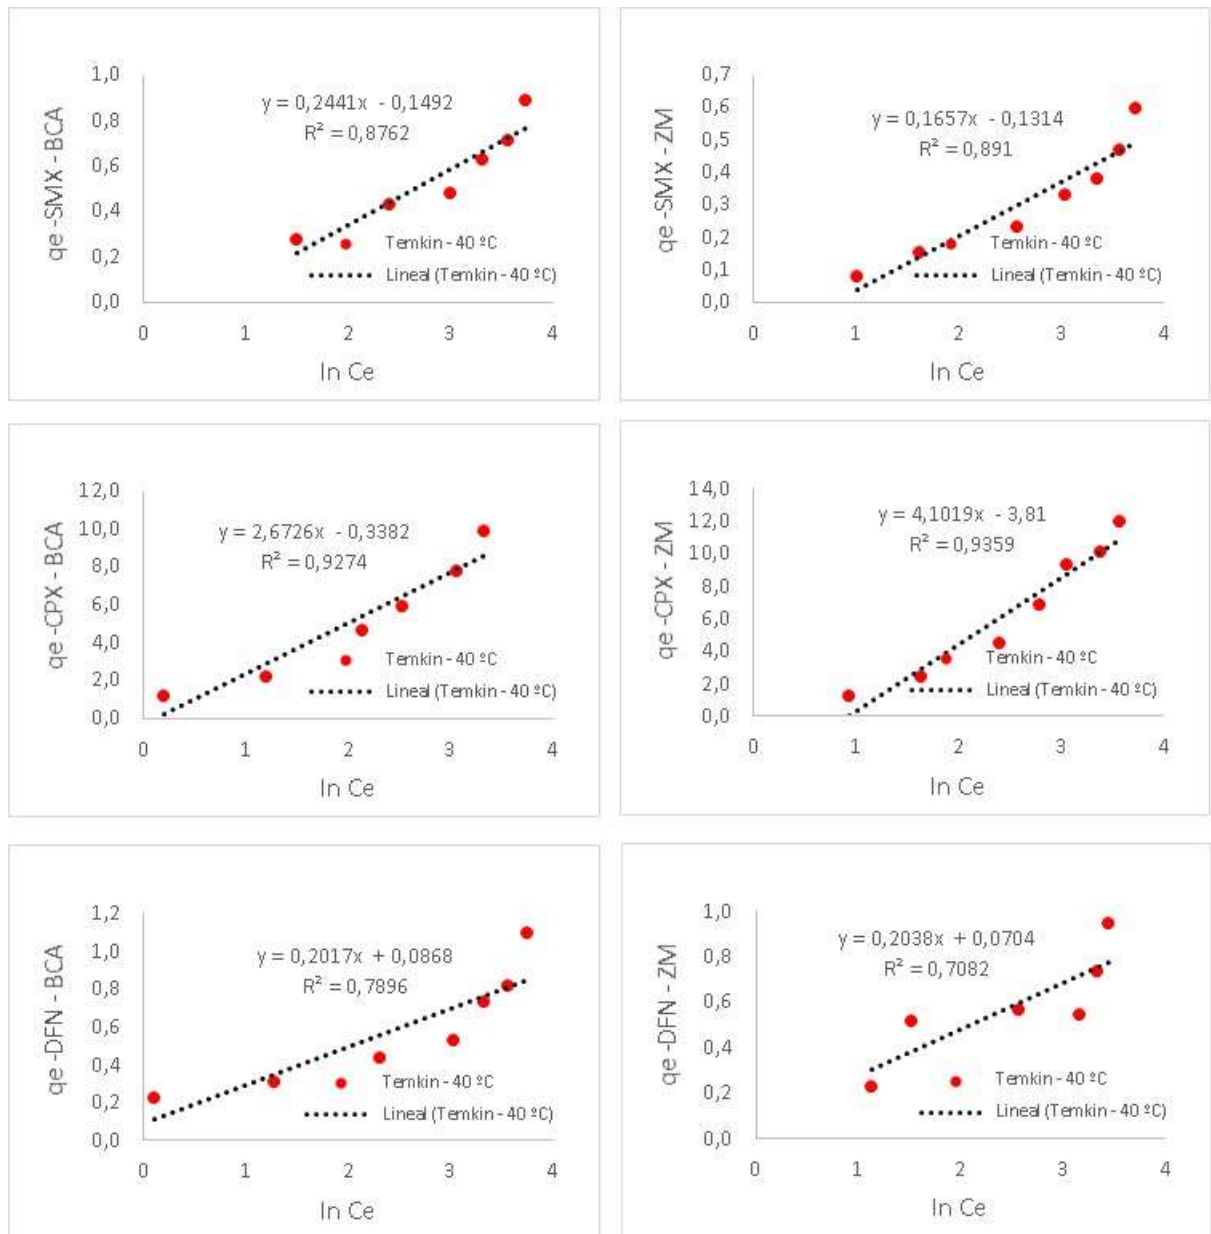 qe -SMX - BCA
1,0
0,8
0,6
0,4
0,2
0,0
y = 0,2441x - 0,1492
R² = 0,8762
Temkin - 40 ºC
Lineal (Temkin - 40 ºC)
0 1 2 3 4
ln Ce
qe -SMX - ZM
0,7
0,6
0,5
0,4
0,3
0,2
0,1
0,0
y = 0,1657x - 0,1314
R² = 0,891
Temkin - 40 ºC
Lineal (Temkin - 40 ºC)
0 1 2 3 4
ln Ce
qe -CPX - BCA
12,0
10,0
8,0
6,0
4,0
2,0
0,0
y = 2,6726x - 0,3382
R² = 0,9274
Temkin - 40 ºC
Lineal (Temkin - 40 ºC)
0 1 2 3 4
ln Ce
qe -CPX - ZM
14,0
12,0
10,0
8,0
6,0
4,0
2,0
0,0
y = 4,1019x - 3,81
R² = 0,9359
Temkin - 40 ºC
Lineal (Temkin - 40 ºC)
0 1 2 3 4
ln Ce
qe -DFN - BCA
1,2
1,0
0,8
0,6
0,4
0,2
0,0
y = 0,2017x + 0,0868
R² = 0,7896
Temkin - 40 ºC
Lineal (Temkin - 40 ºC)
0 1 2 3 4
ln Ce
qe -DFN - ZM
1,0
0,8
0,6
0,4
0,2
0,0
y = 0,2038x + 0,0704
R² = 0,7082
Temkin - 40 ºC
Lineal (Temkin - 40 ºC)
0 1 2 3 4
ln Ce